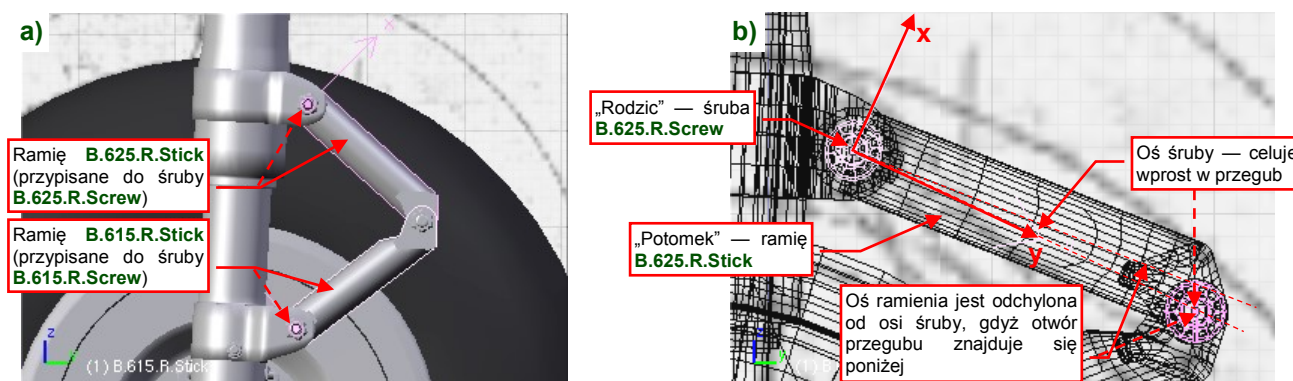 a)
x
Ramię B.625.R.Stick
(przypisane do śruby
B.625.R.Screw)
Ramię B.615.R.Stick
(przypisane do śruby
B.615.R.Screw)
z
y
(1) B.615.R.Stick
b)
x
„Rodzic” — śruba
B.625.R.Screw
Oś śruby — celuje
wprost w przegub
„Potomek” — ramię
B.625.R.Stick
y
Oś ramienia jest odchylona
od osi śruby, gdyż otwór
przegubu znajduje się
poniżej
z
y
(1) B